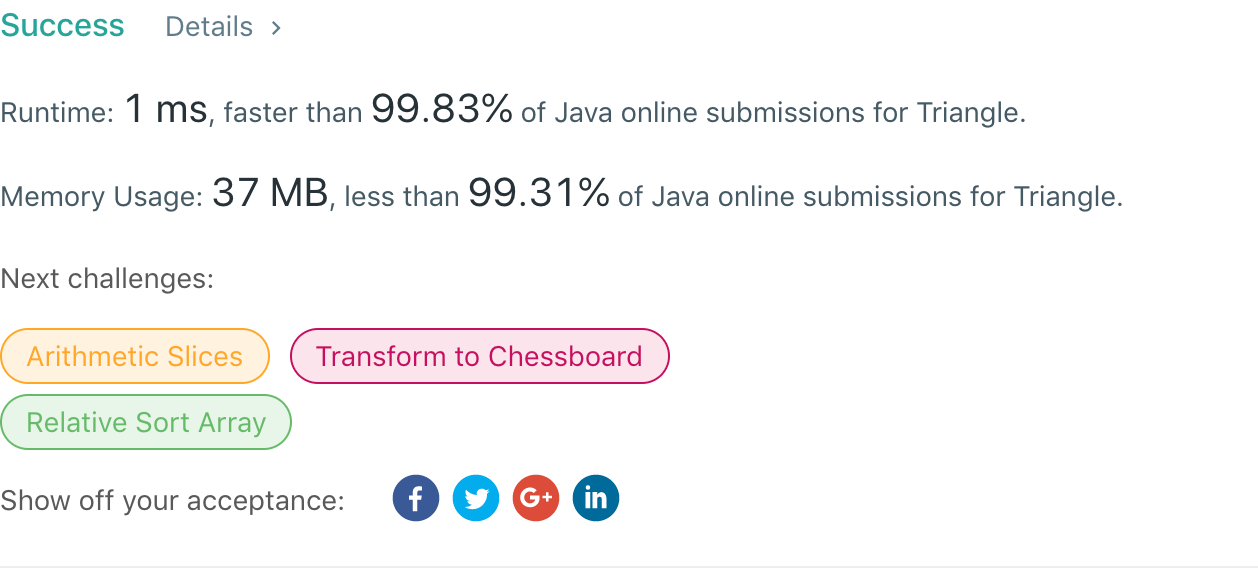 Success Details >
Runtime: 1 ms, faster than 99.83% of Java online submissions for Triangle.
Memory Usage: 37 MB, less than 99.31% of Java online submissions for Triangle.
Next challenges:
Arithmetic Slices Transform to Chessboard
Relative Sort Array
Show off your acceptance: f G+ in